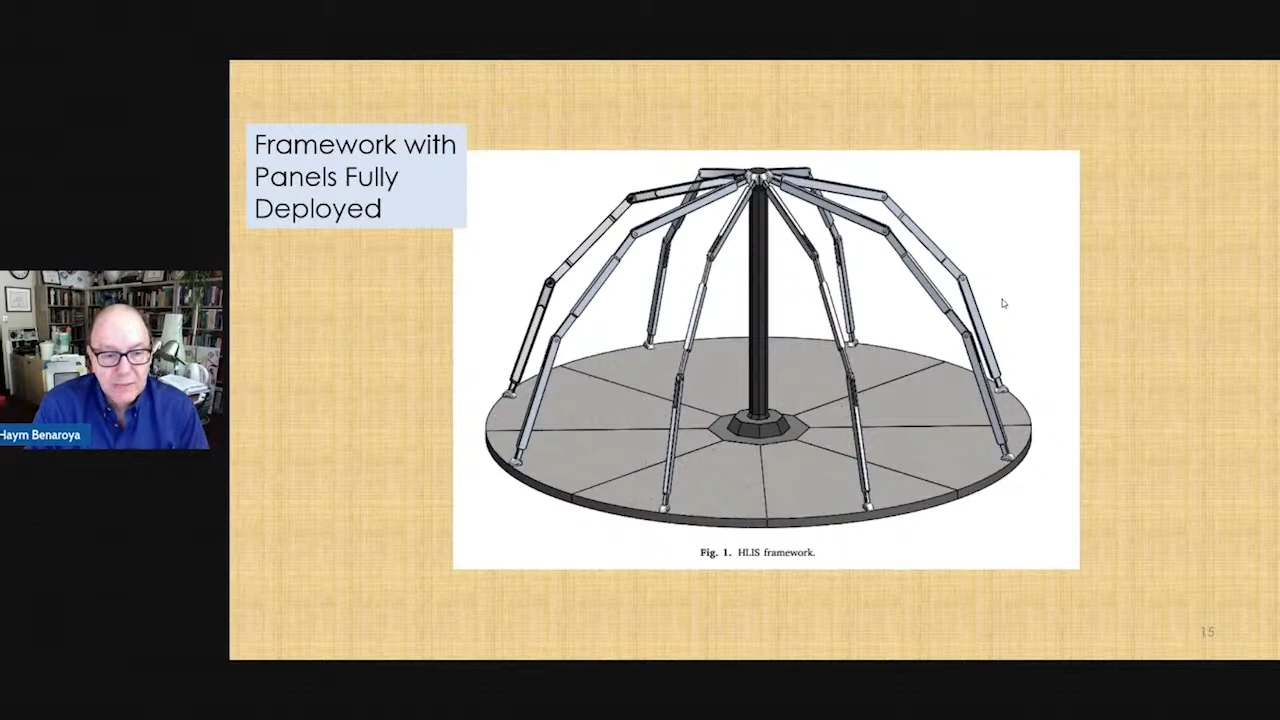 Framework with
Panels Fully
Deployed
Haym Benaroya
Fig. 1. HLIS framework.
15